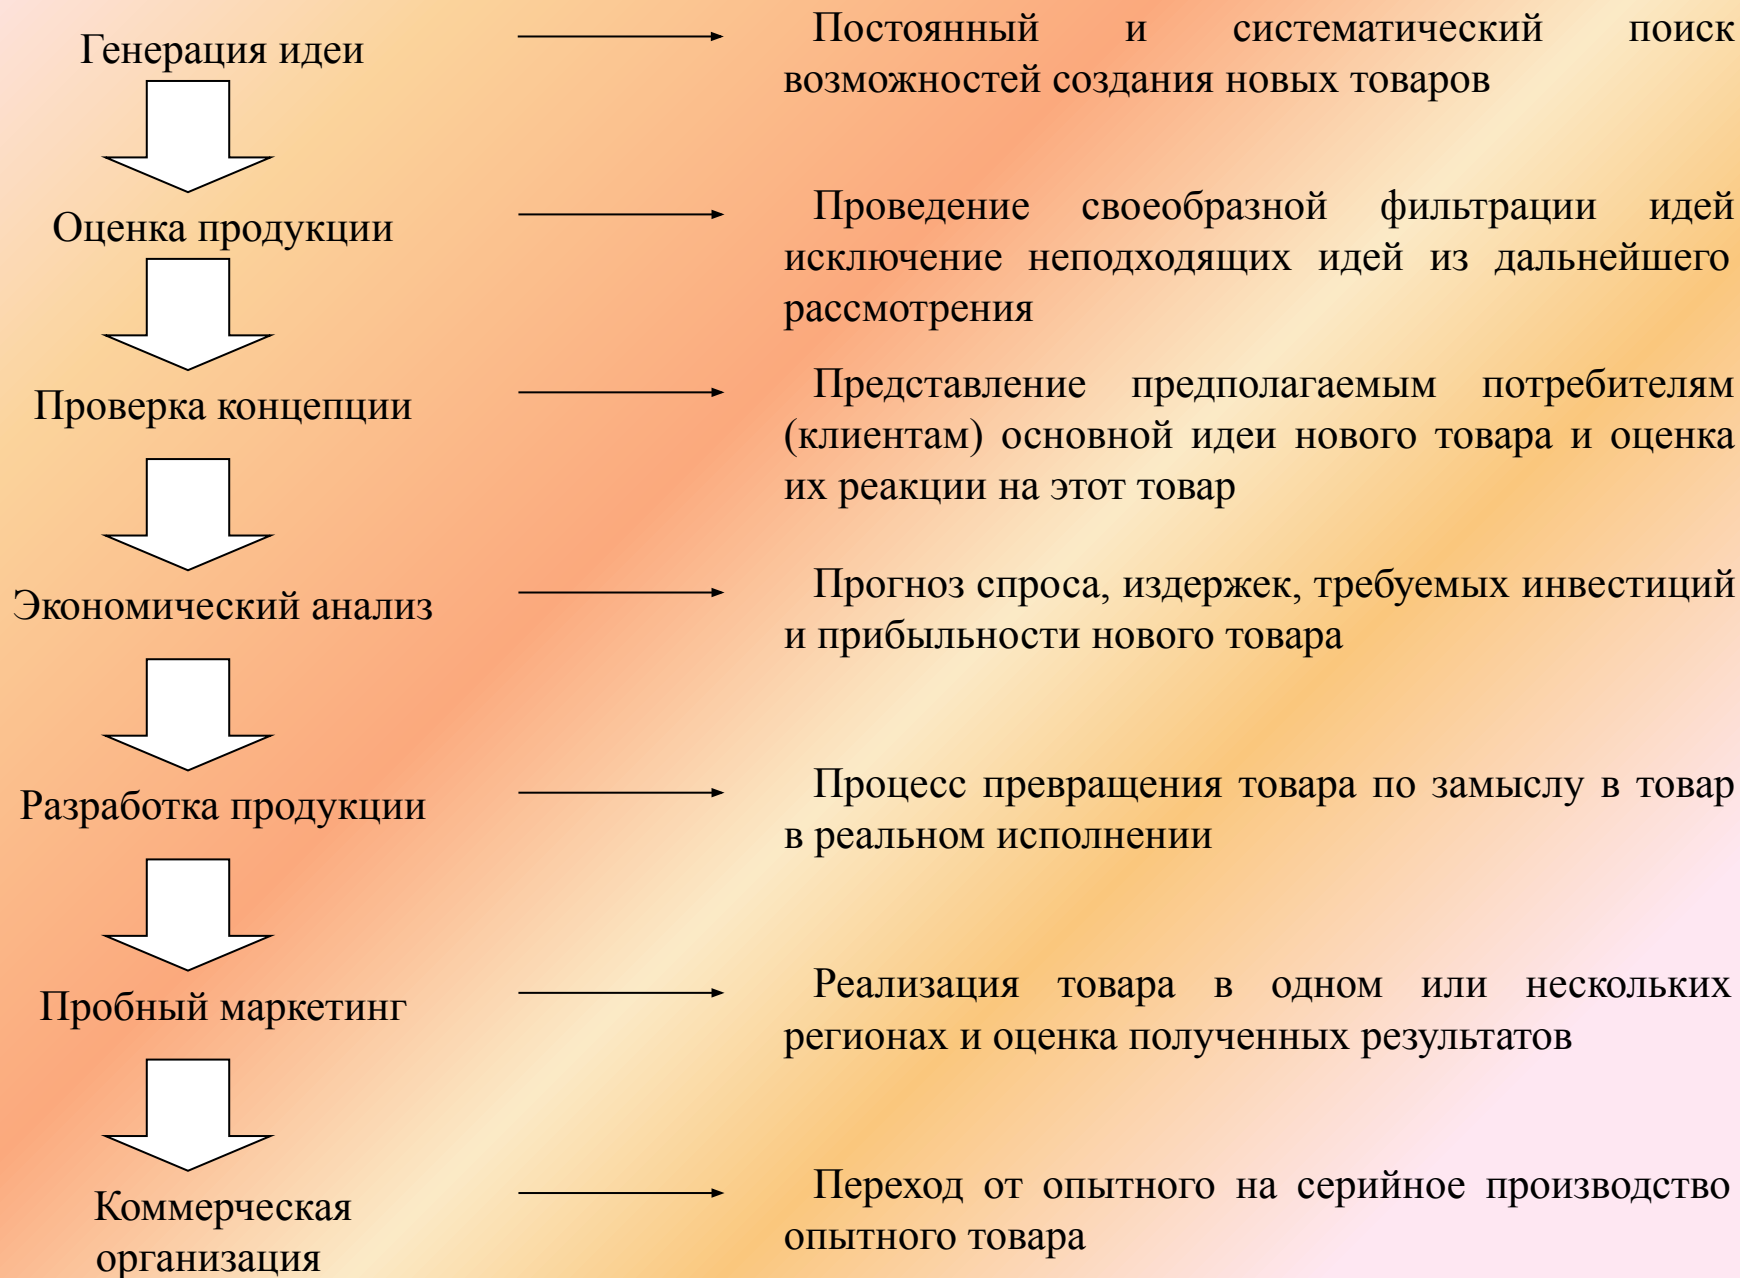 Генерация идеи
Постоянный и систематический поиск
возможностей создания новых товаров
Оценка продукции
Проведение своеобразной фильтрации идей
исключение неподходящих идей из дальнейшего
рассмотрения
Проверка концепции
Представление предполагаемым потребителям
(клиентам) основной идеи нового товара и оценка
их реакции на этот товар
Экономический анализ
Прогноз спроса, издержек, требуемых инвестиций
и прибыльности нового товара
Разработка продукции
Процесс превращения товара по замыслу в товар
в реальном исполнении
Пробный маркетинг
Реализация товара в одном или нескольких
регионах и оценка полученных результатов
Коммерческая
организация
Переход от опытного на серийное производство
опытного товара